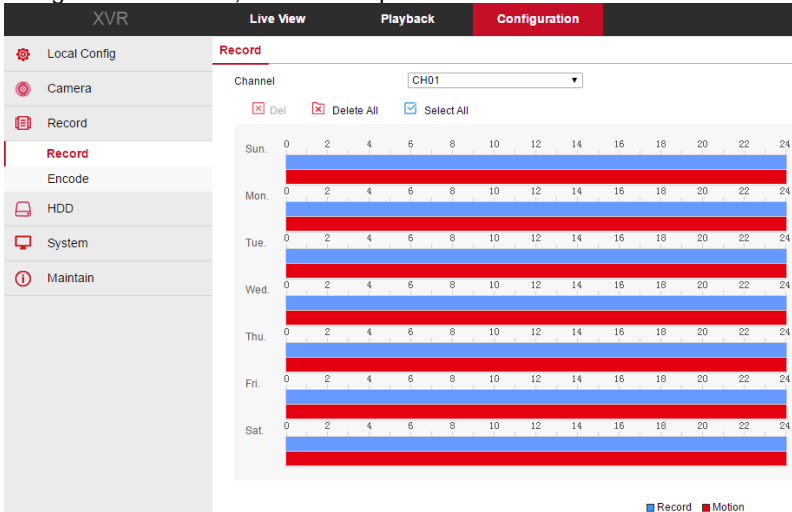 XVR Live View Playback Configuration
Local Config
Record
Camera
Channel CH01
Del Delete All Select All
Record
Record
Encode
HDD
System
Maintain
Sun. 0 2 4 6 8 10 12 14 16 18 20 22 24
Mon. 0 2 4 6 8 10 12 14 16 18 20 22 24
Tue. 0 2 4 6 8 10 12 14 16 18 20 22 24
Wed. 0 2 4 6 8 10 12 14 16 18 20 22 24
Thu. 0 2 4 6 8 10 12 14 16 18 20 22 24
Fri. 0 2 4 6 8 10 12 14 16 18 20 22 24
Sat. 0 2 4 6 8 10 12 14 16 18 20 22 24
Record Motion